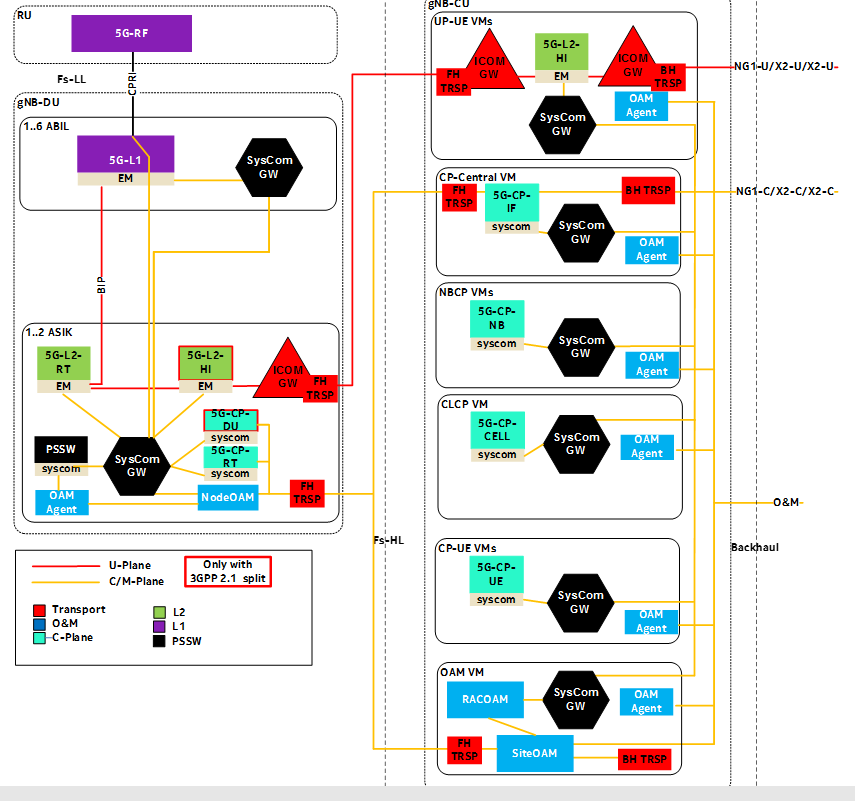 RU
5G-RF
Fs-LL
CPRI
gNB-DU
1..6 ABIL
5G-L1
EM
SysCom
GW
BIP
1..2 ASIK
5G-L2-
RT
EM
5G-L2-
HI
EM
ICOM
GW
FH
TRSP
5G-CP-
DU
syscom
5G-CP-
RT
syscom
PSSW
syscom
SysCom
GW
OAM
Agent
NodeOAM
FH
TRSP
Fs-HL
U-Plane
C/M-Plane
Only with
3GPP 2.1 split
Transport
O&M
C-Plane
L2
L1
PSSW
gNB-CU
UP-UE VMs
FH
TRSP
ICOM
GW
5G-L2-
HI
EM
ICOM
GW
BH
TRSP
SysCom
GW
OAM
Agent
NG1-U/X2-U/X2-U-
CP-Central VM
FH
TRSP
5G-CP-
IF
syscom
SysCom
GW
BH TRSP
OAM
Agent
NG1-C/X2-C/X2-C-
NBCP VMs
5G-CP-
NB
syscom
SysCom
GW
OAM
Agent
CLCP VM
5G-CP-
CELL
syscom
SysCom
GW
OAM
Agent
O&M
Backhaul
CP-UE VMs
5G-CP-
UE
syscom
SysCom
GW
OAM
Agent
OAM VM
RACOAM
SysCom
GW
OAM
Agent
FH
TRSP
SiteOAM
BH TRSP